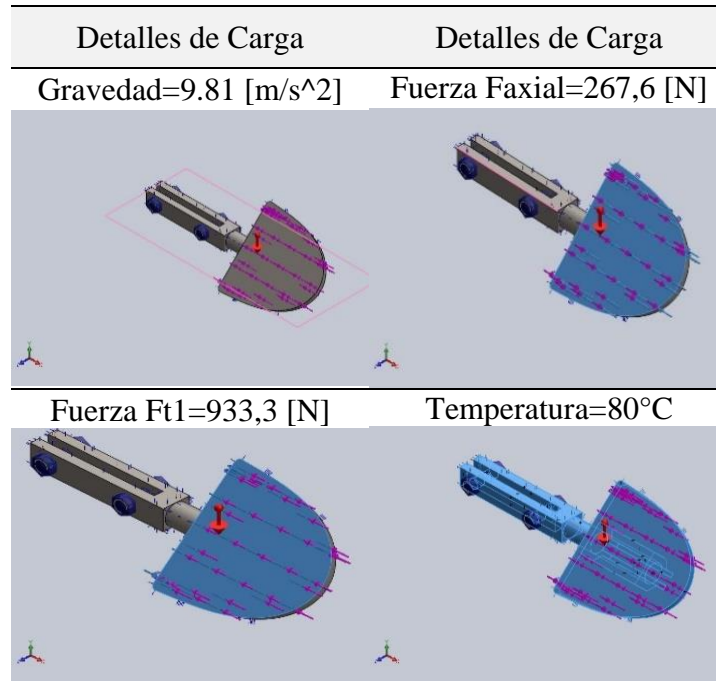 Detalles de Carga Detalles de Carga
Gravedad=9.81 [m/s^2] Fuerza Faxial=267,6 [N]
Fuerza Ft1=933,3 [N] Temperatura=80°C